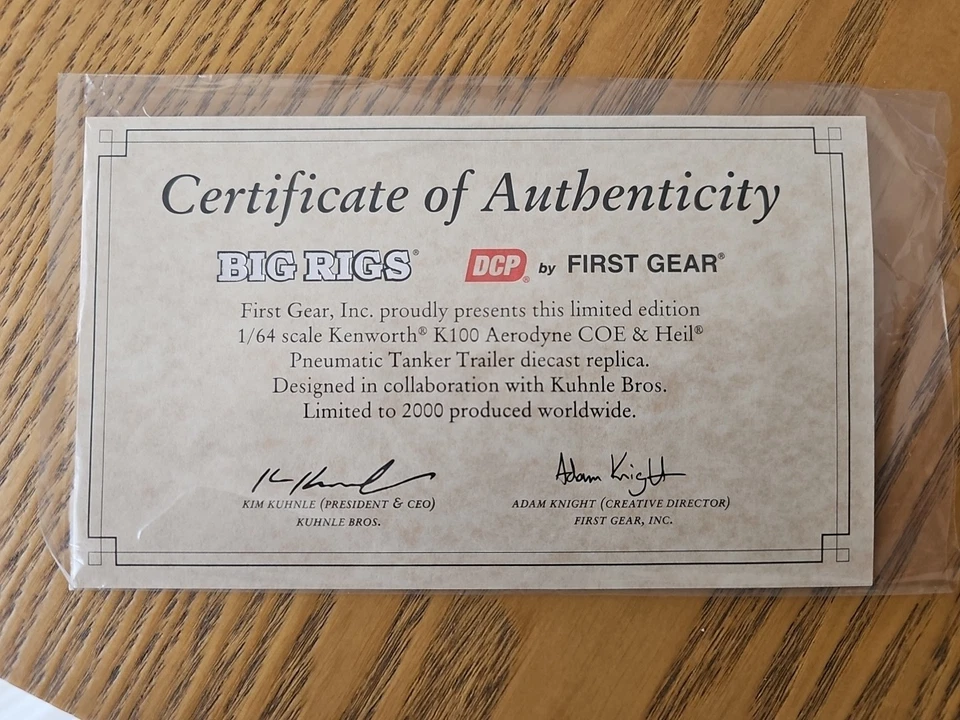 Certificate of Authenticity
BIG RIGS® DCP® by FIRST GEAR®
First Gear, Inc. proudly presents this limited edition
1/64 scale Kenworth® K100 Aerodyne COE & Heil®
Pneumatic Tanker Trailer diecast replica.
Designed in collaboration with Kuhnle Bros.
Limited to 2000 produced worldwide.
Adam Knight
KIM KUHNLE (PRESIDENT & CEO) ADAM KNIGHT (CREATIVE DIRECTOR)
KUHNLE BROS. FIRST GEAR, INC.